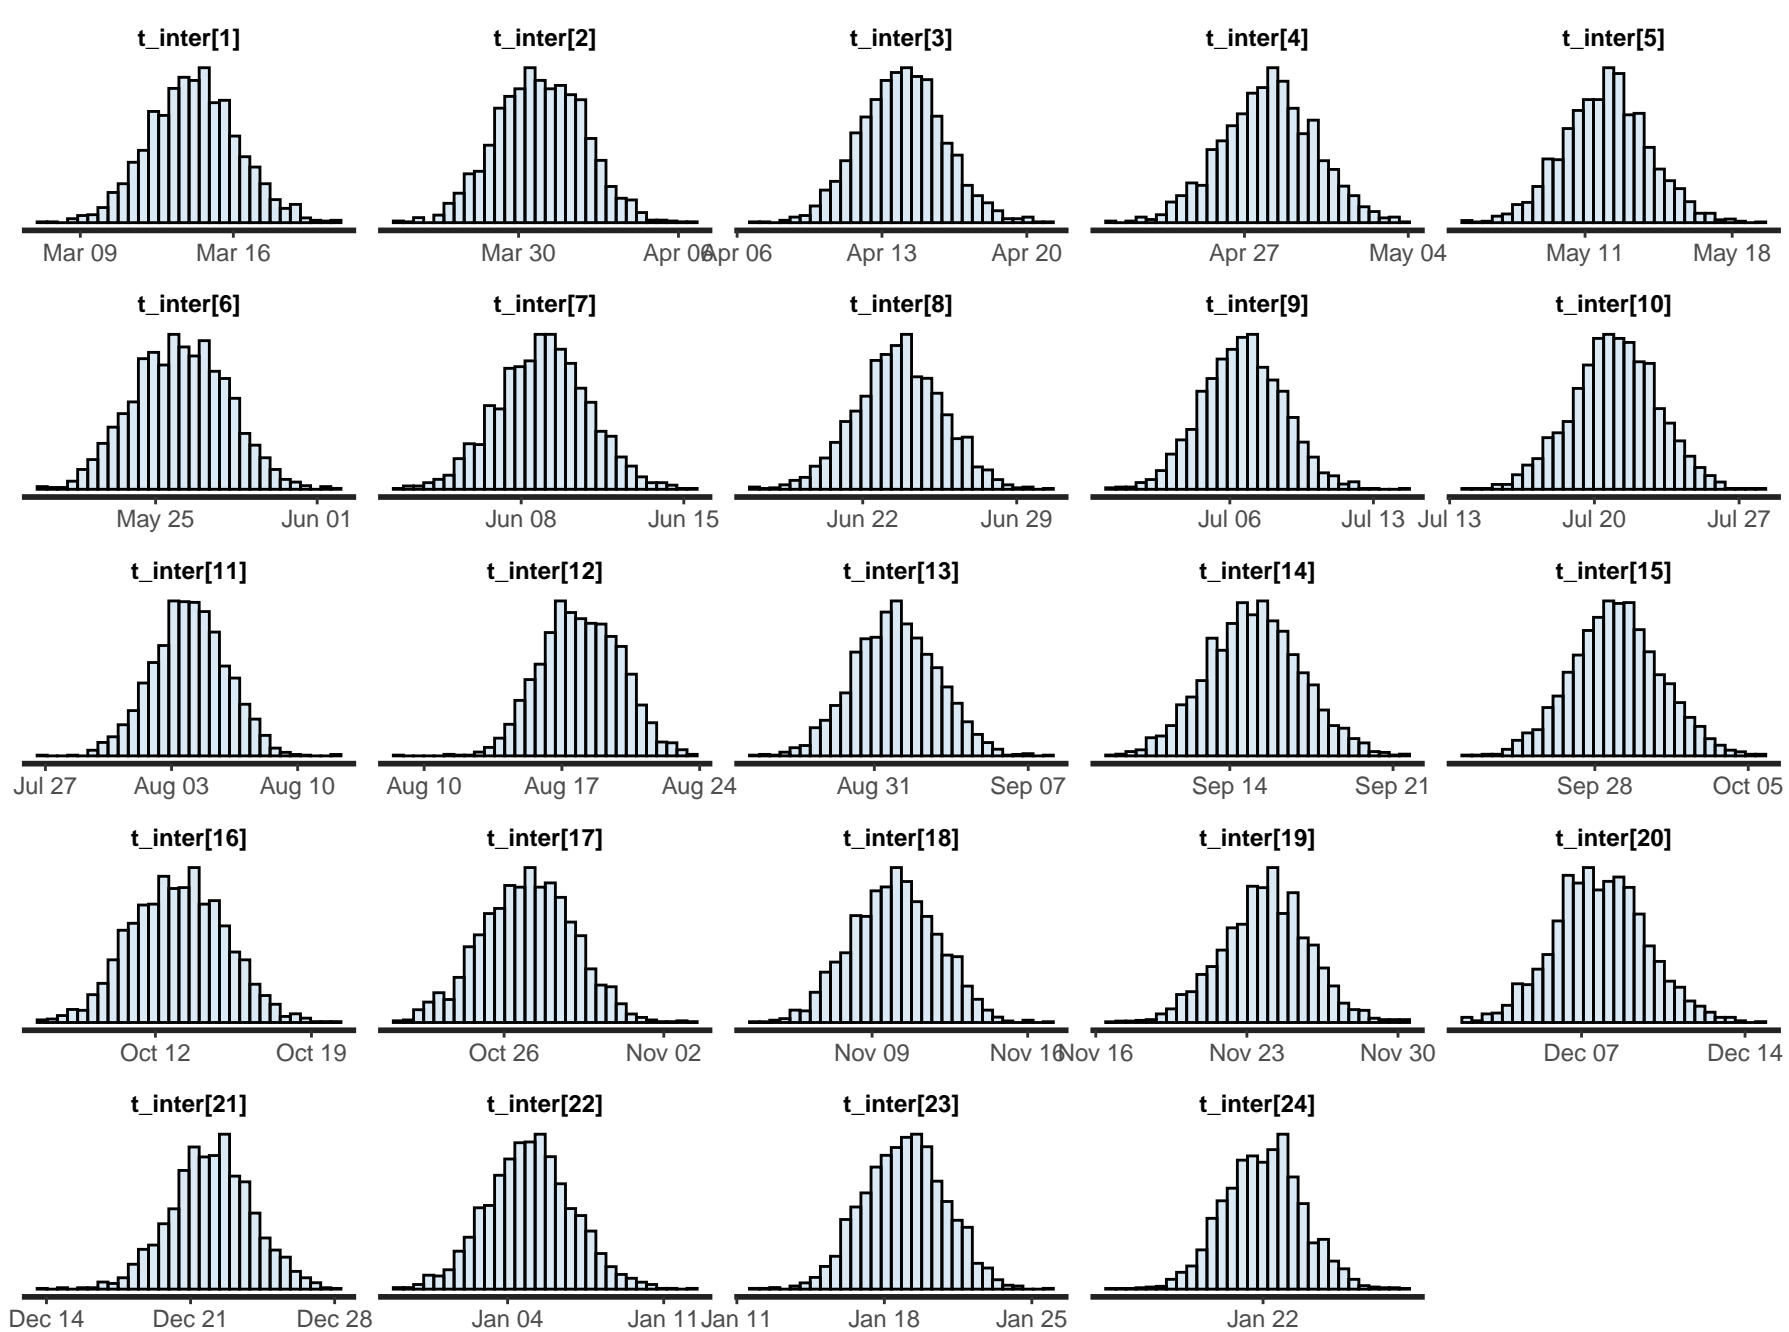 t_inter[1] t_inter[2] t_inter[3] t_inter[4] t_inter[5]
Mar 09 Mar 16 Mar 30 Apr 06 Apr 06 Apr 13 Apr 20 Apr 27 May 04 May 11 May 18
t_inter[6] t_inter[7] t_inter[8] t_inter[9] t_inter[10]
May 25 Jun 01 Jun 08 Jun 15 Jun 22 Jun 29 Jul 06 Jul 13 Jul 13 Jul 20 Jul 27
t_inter[11] t_inter[12] t_inter[13] t_inter[14] t_inter[15]
Jul 27 Aug 03 Aug 10 Aug 10 Aug 17 Aug 24 Aug 31 Sep 07 Sep 14 Sep 21 Sep 28 Oct 05
t_inter[16] t_inter[17] t_inter[18] t_inter[19] t_inter[20]
Oct 12 Oct 19 Oct 26 Nov 02 Nov 09 Nov 16 Nov 16 Nov 23 Nov 30 Dec 07 Dec 14
t_inter[21] t_inter[22] t_inter[23] t_inter[24]
Dec 14 Dec 21 Dec 28 Jan 04 Jan 11 Jan 11 Jan 18 Jan 25 Jan 22